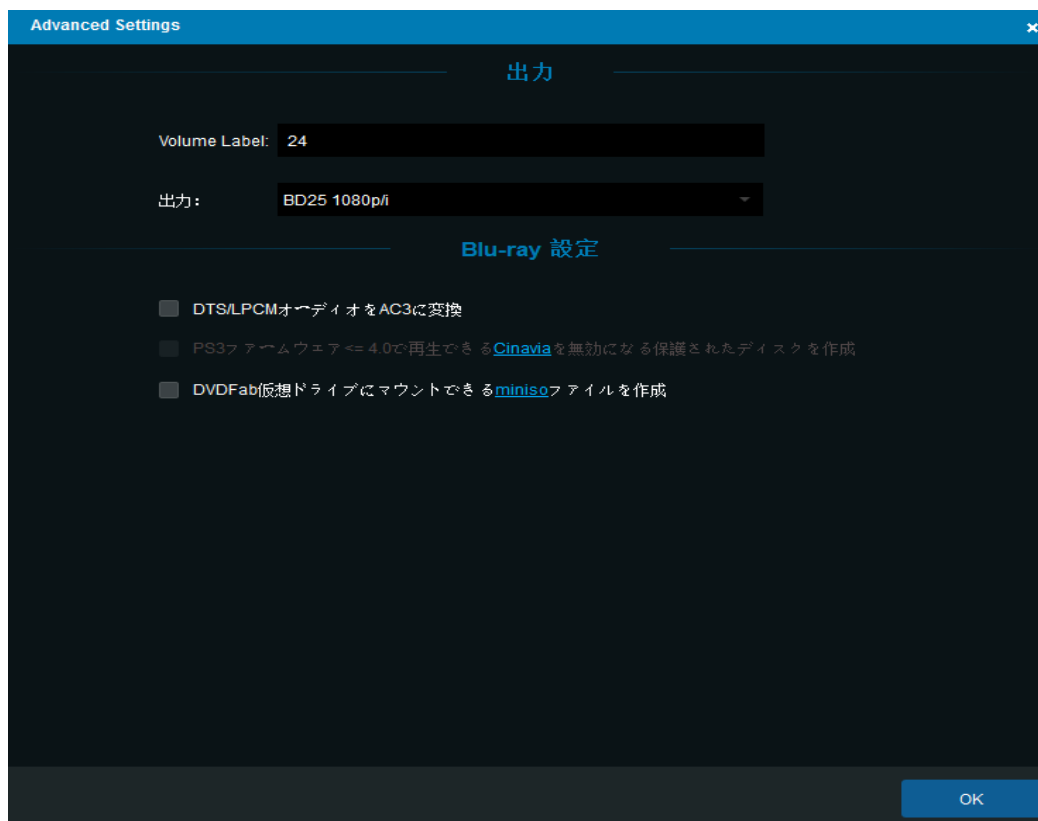 Advanced Settings
出力
Volume Label: 24
出力: BD25 1080p/i
Blu-ray 設定
DTS/LPCMオーディオをAC3に変換
PS3ファームウェア<= 4.0で再生できるCinaviaを無効になる保護されたディスクを作成
DVDFab仮想ドライブにマウントできるminisoファイルを作成
OK